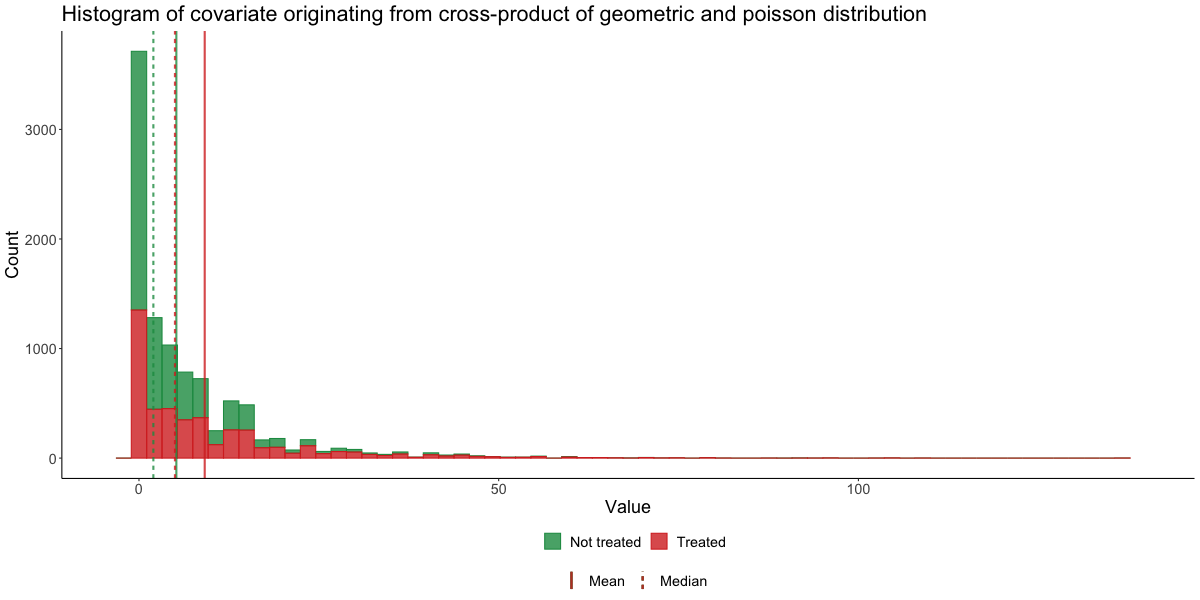 Histogram of covariate originating from cross-product of geometric and poisson distribution
Count
3000
2000
1000
0
0 50 100
Value
Not treated Treated
Mean Median